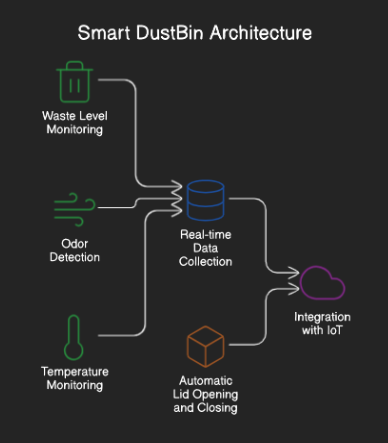 Smart DustBin Architecture
Waste Level
Monitoring
Odor
Detection
Real-time
Data
Collection
Integration
with IoT
Temperature
Monitoring
Automatic
Lid Opening
and Closing